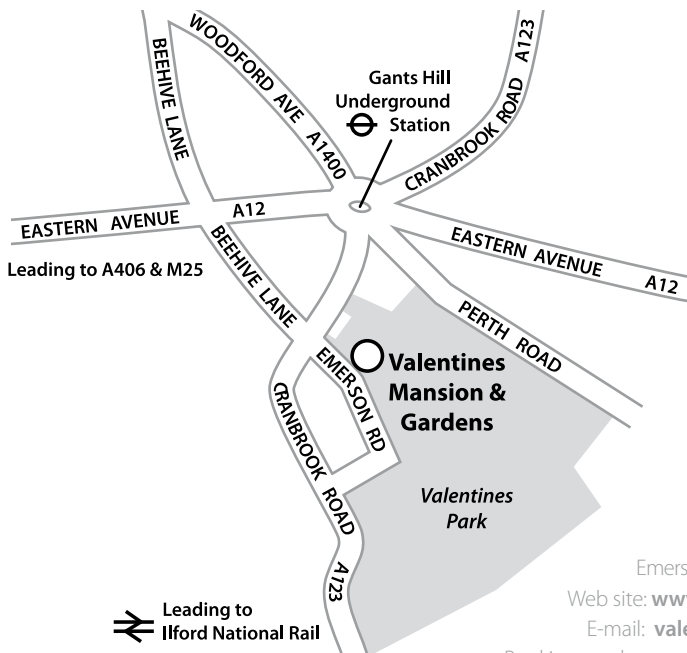 WOODFORD AVE A1400
BEEHIVE LANE
Gants Hill
Underground
Station
CRANBROOK ROAD A123
EASTERN AVENUE A12
EASTERN AVENUE A12
Leading to A406 & M25
BEEHIVE LANE
PERTH ROAD
EMERSON RD
Valentines
Mansion &
Gardens
CRANBROOK ROAD A123
Valentines
Park
Leading to
Ilford National Rail
Emers
Web site: www
E-mail: vale